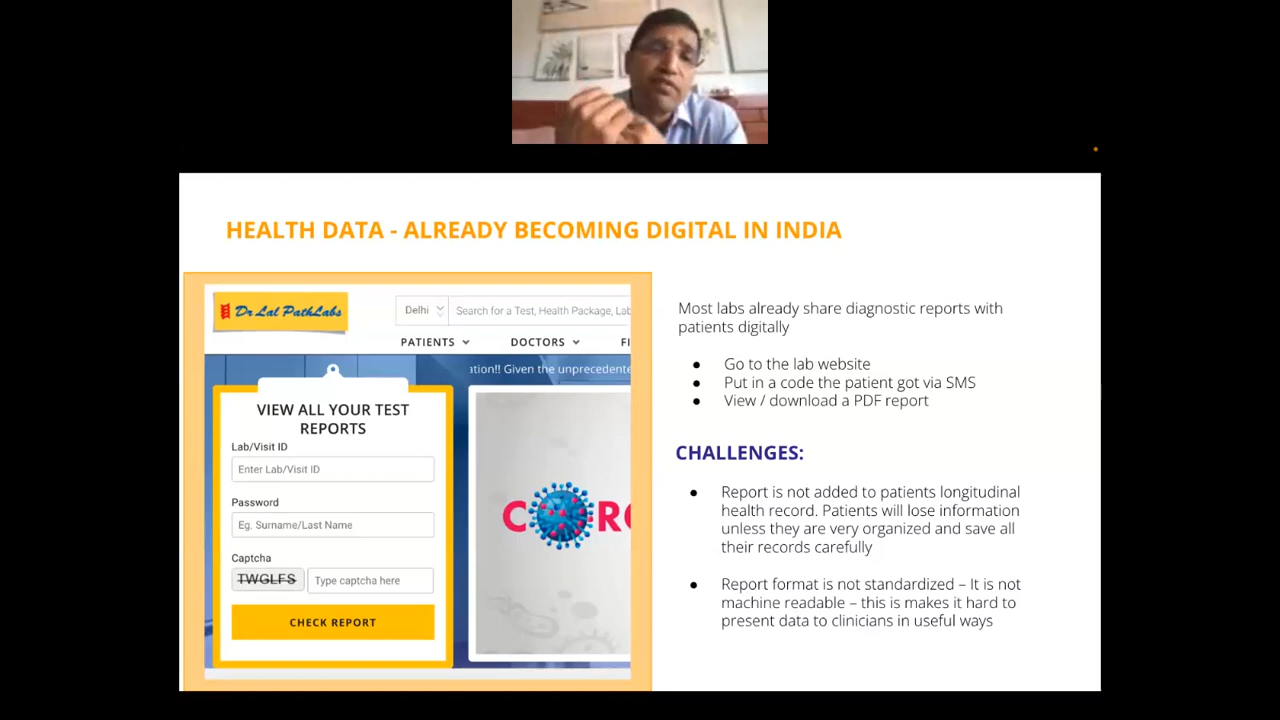 HEALTH DATA - ALREADY BECOMING DIGITAL IN INDIA
Dr Lal PathLabs
Delhi
Search for a Test, Health Package, Lab
PATIENTS
DOCTORS
FI
ation!! Given the unprecedente
VIEW ALL YOUR TEST
REPORTS
Lab/Visit ID
Enter Lab/Visit ID
Password
Eg. Surname/Last Name
Captcha
TWGLFS
Type captcha here
CHECK REPORT
C R
Most labs already share diagnostic reports with
patients digitally
● Go to the lab website
● Put in a code the patient got via SMS
● View / download a PDF report
CHALLENGES:
● Report is not added to patients longitudinal
health record. Patients will lose information
unless they are very organized and save all
their records carefully
● Report format is not standardized – It is not
machine readable – this is makes it hard to
present data to clinicians in useful ways